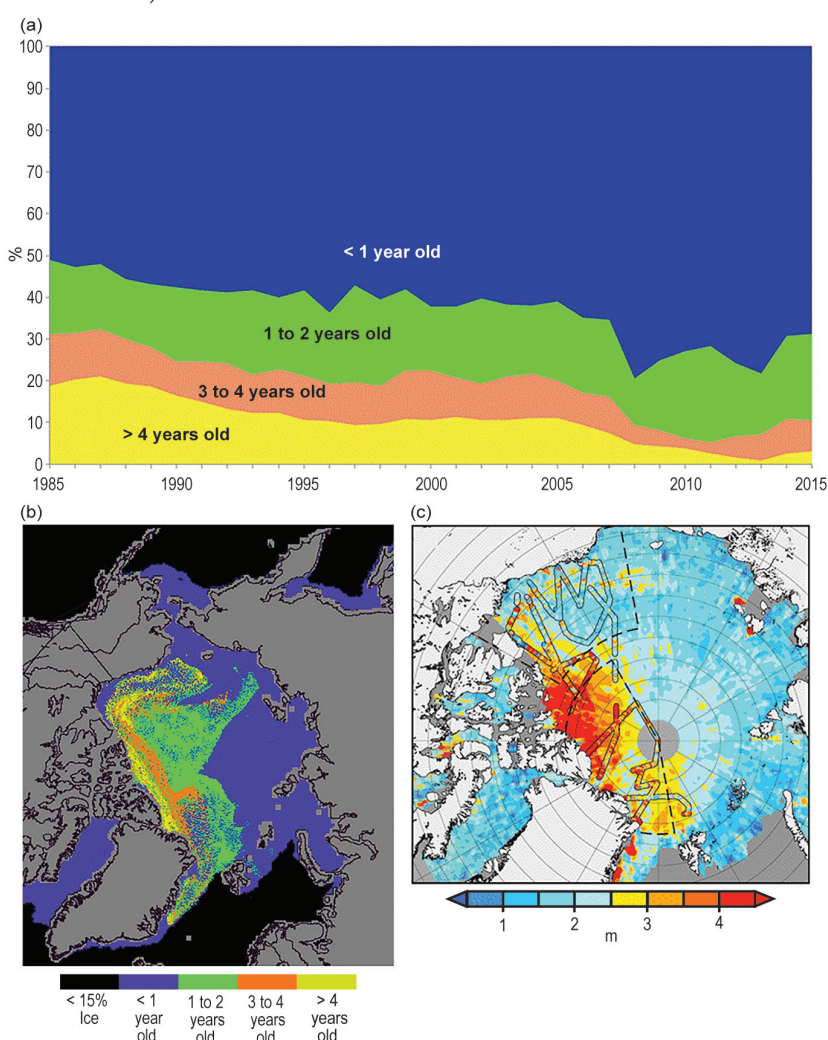 (a)
100
90
80
70
60
50
40
30
20
10
0
%
< 1 year old
1 to 2 years old
3 to 4 years old
> 4 years old
1985 1990 1995 2000 2005 2010 2015
(b) (c)
1 2 3 4
m
< 15% < 1 1 to 2 3 to 4 > 4
Ice year years years years
old old old old